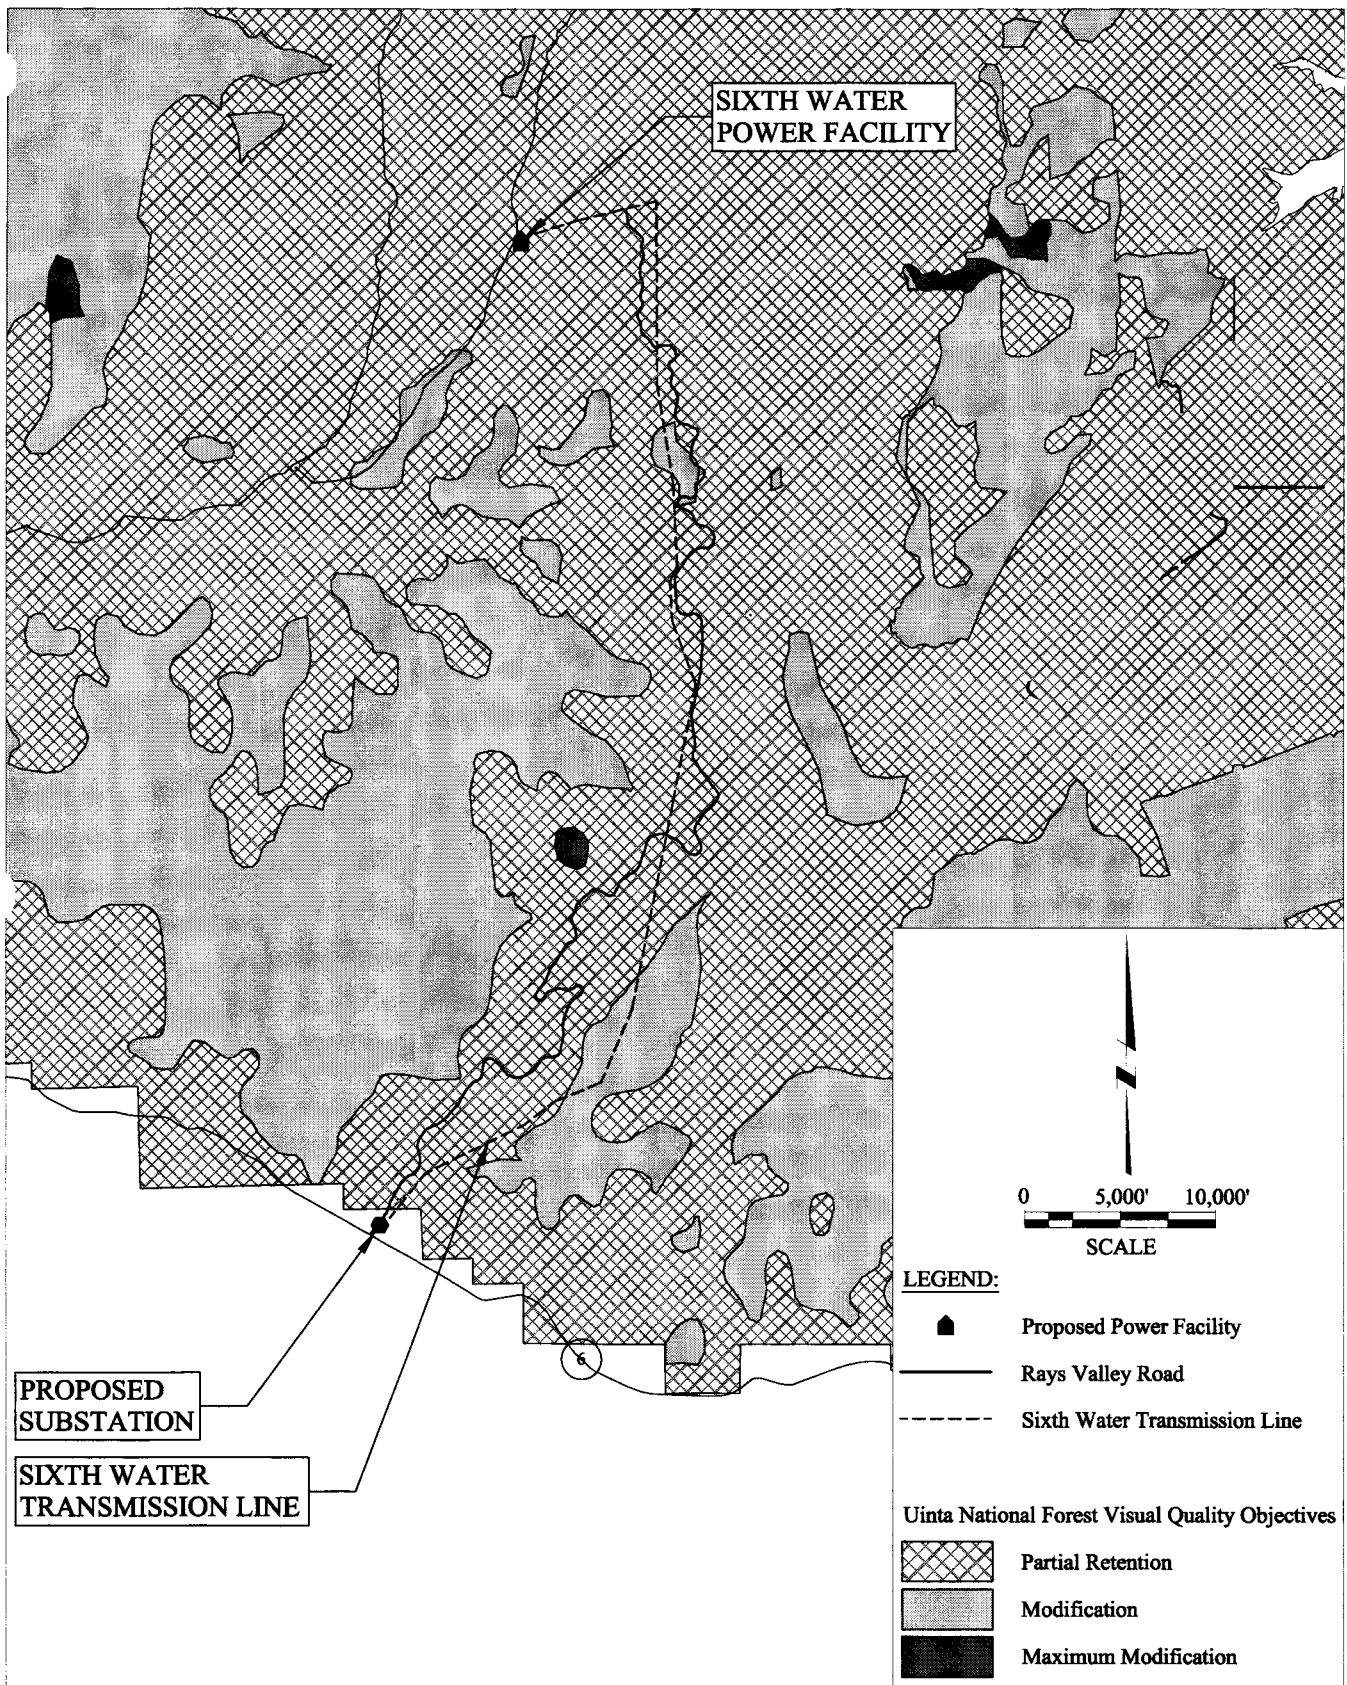 SIXTH WATER
POWER FACILITY
6
PROPOSED
SUBSTATION
SIXTH WATER
TRANSMISSION LINE
0 5,000' 10,000'
SCALE
LEGEND:
Proposed Power Facility
Rays Valley Road
Sixth Water Transmission Line
Uinta National Forest Visual Quality Objectives
Partial Retention
Modification
Maximum Modification